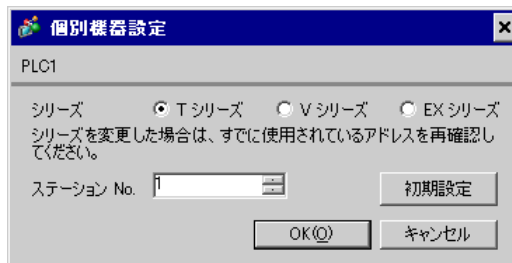 個別機器設定
PLC1
シリーズ Tシリーズ Vシリーズ EXシリーズ
シリーズを変更した場合は、すでに使用されているアドレスを再確認し
てください。
ステーション No. 1 初期設定
OK(O) キャンセル